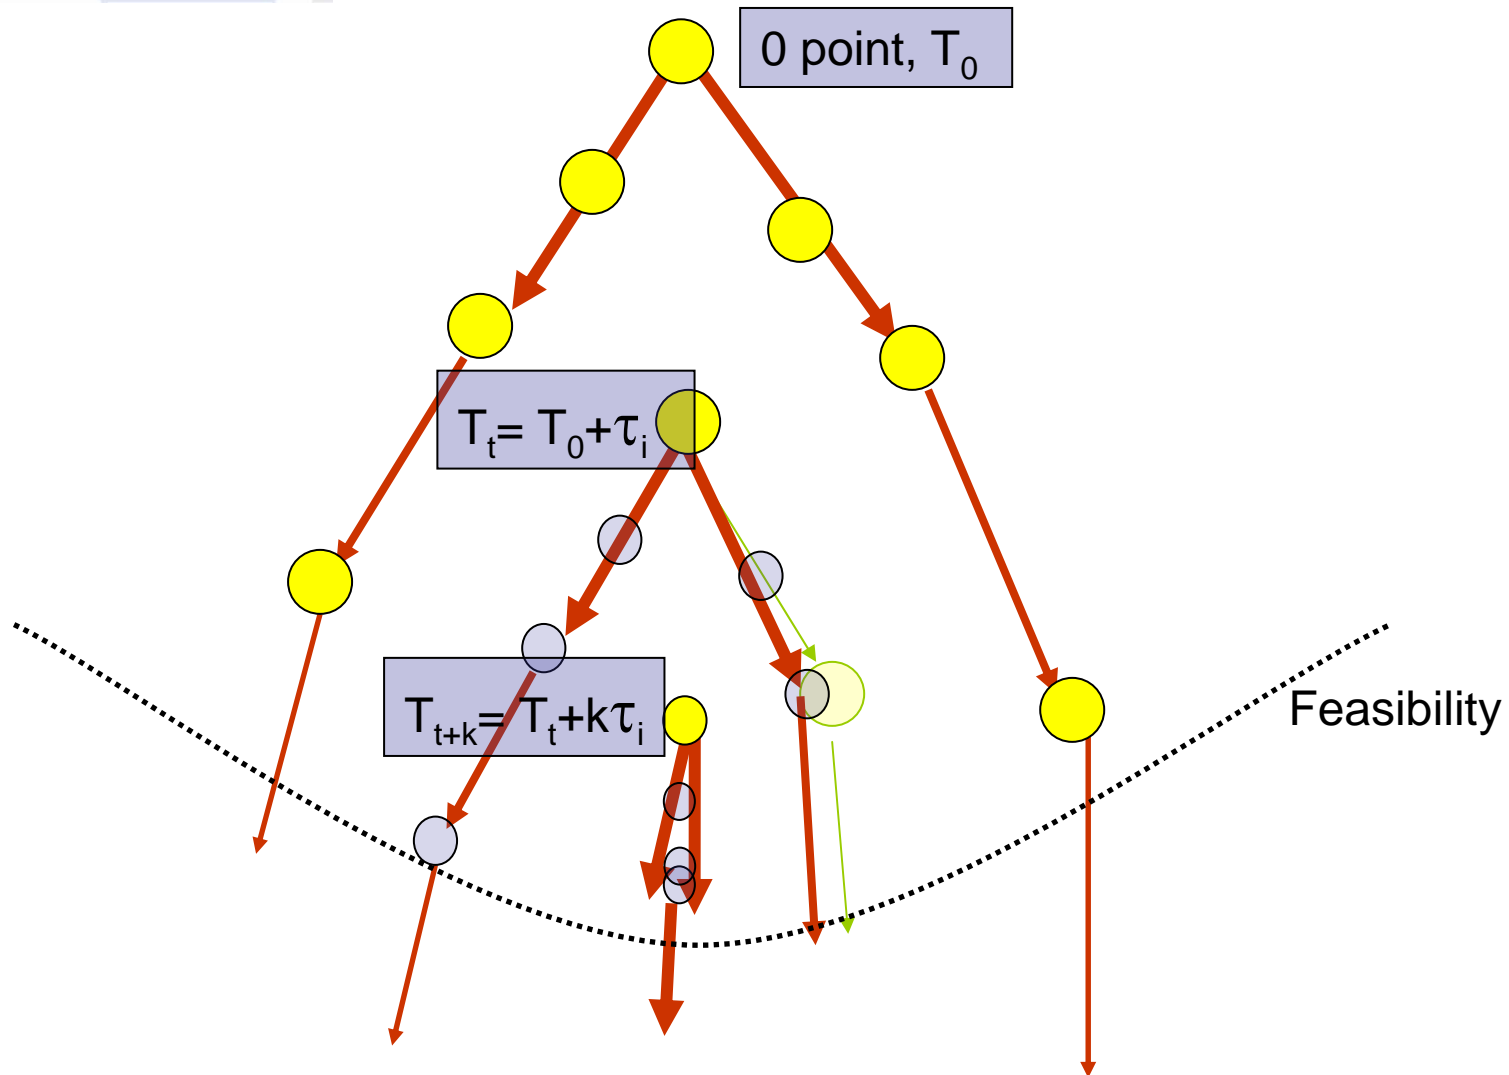 0 point, T₀
Tₜ= T₀+τᵢ
Tₜ₊ₖ= Tₜ+kτᵢ
Feasibility